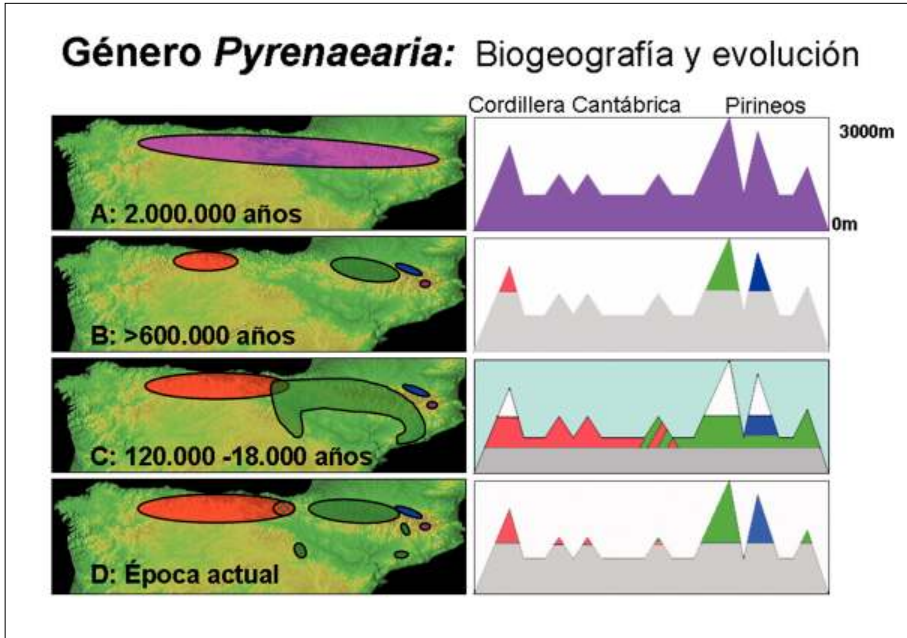 Género Pyrenaearia: Biogeografía y evolución
Cordillera Cantábrica Pirineos
3000m
A: 2.000.000 años
0m
B: >600.000 años
C: 120.000 -18.000 años
D: Época actual